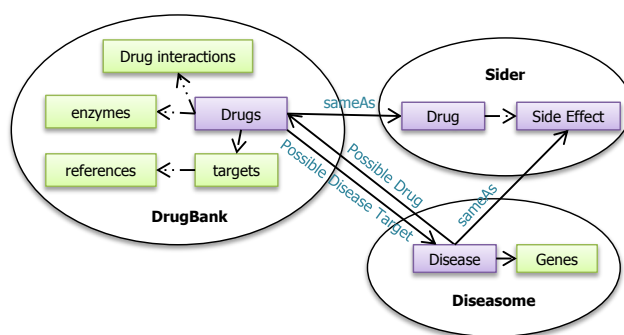 Drug interactions
enzymes
Drugs
references
targets
DrugBank
sameAs
Possible Drug
Possible Disease Target
sameAs
Sider
Drug
Side Effect
Disease
Genes
Diseasome